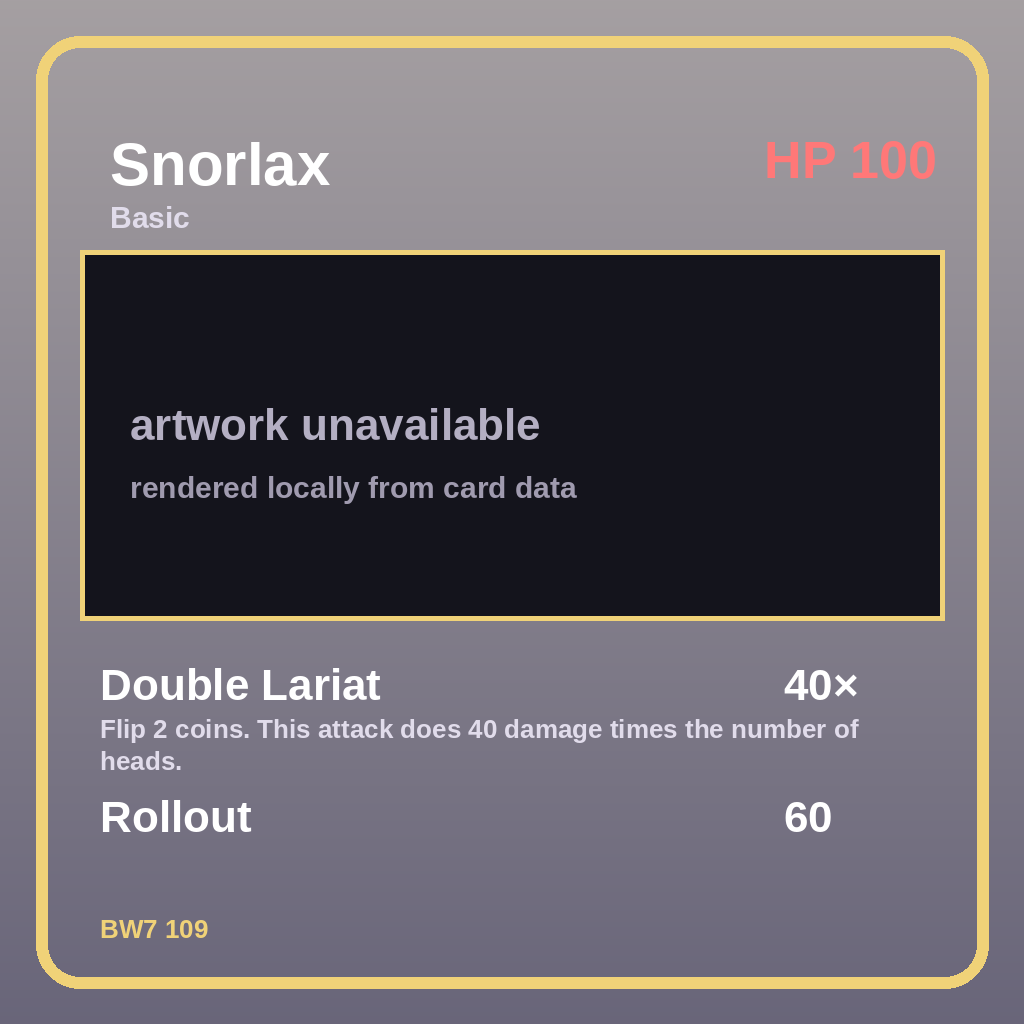 Snorlax
HP 100
Basic
artwork unavailable
rendered locally from card data
Double Lariat
40×
Flip 2 coins. This attack does 40 damage times the number of
heads.
Rollout
60
BW7 109